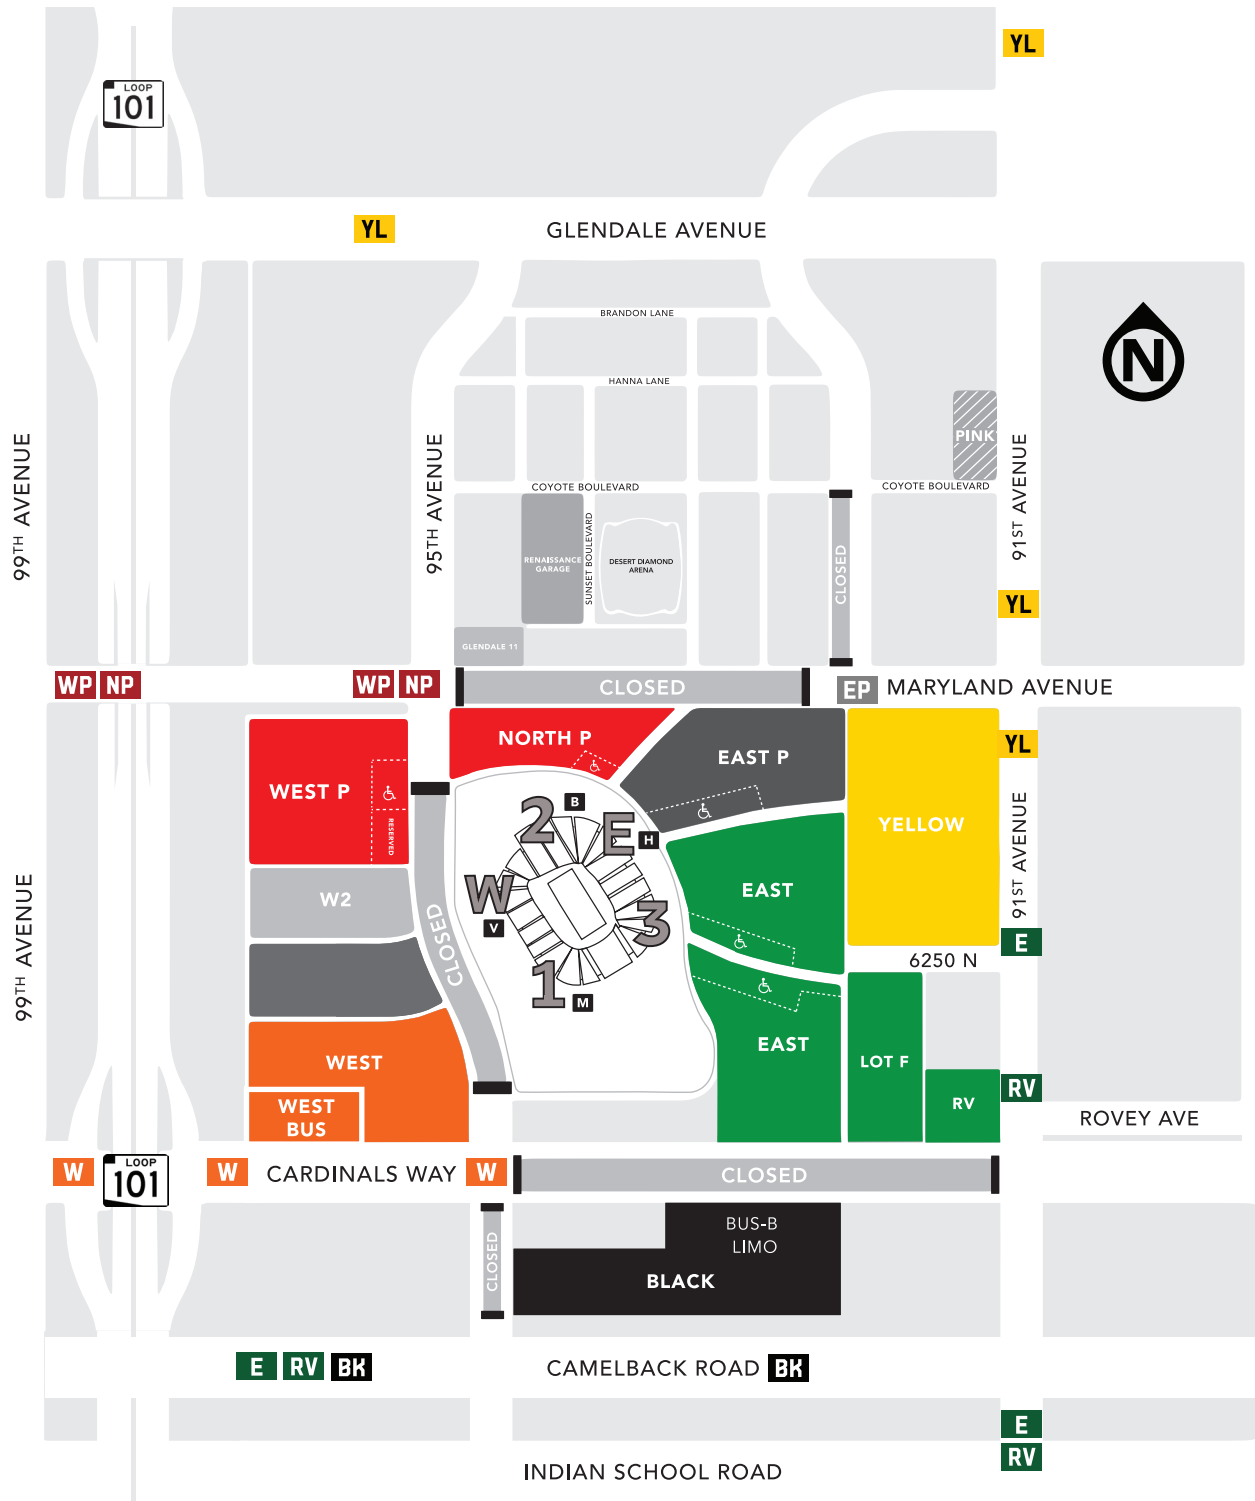 YL
LOOP
101
YL
GLENDALE AVENUE
BRANDON LANE
N
HANNA LANE
PINK
99TH AVENUE
95TH AVENUE
91ST AVENUE
COYOTE BOULEVARD
COYOTE BOULEVARD
RENAISSANCE
GARAGE
SUNSET BOULEVARD
DESERT DIAMOND
ARENA
CLOSED
YL
GLENDALE 11
WP NP
WP NP
CLOSED
EP
MARYLAND AVENUE
NORTH P
EAST P
YL
WEST P
RESERVED
2
B
E
H
YELLOW
91ST AVENUE
W2
W
V
3
EAST
99TH AVENUE
CLOSED
E
6250 N
1
M
WEST
EAST
LOT F
RV
RV
WEST
BUS
ROVEY AVE
W
LOOP
101
W
CARDINALS WAY
W
CLOSED
CLOSED
BUS-B
LIMO
BLACK
E RV BK
CAMELBACK ROAD
BK
E
RV
INDIAN SCHOOL ROAD